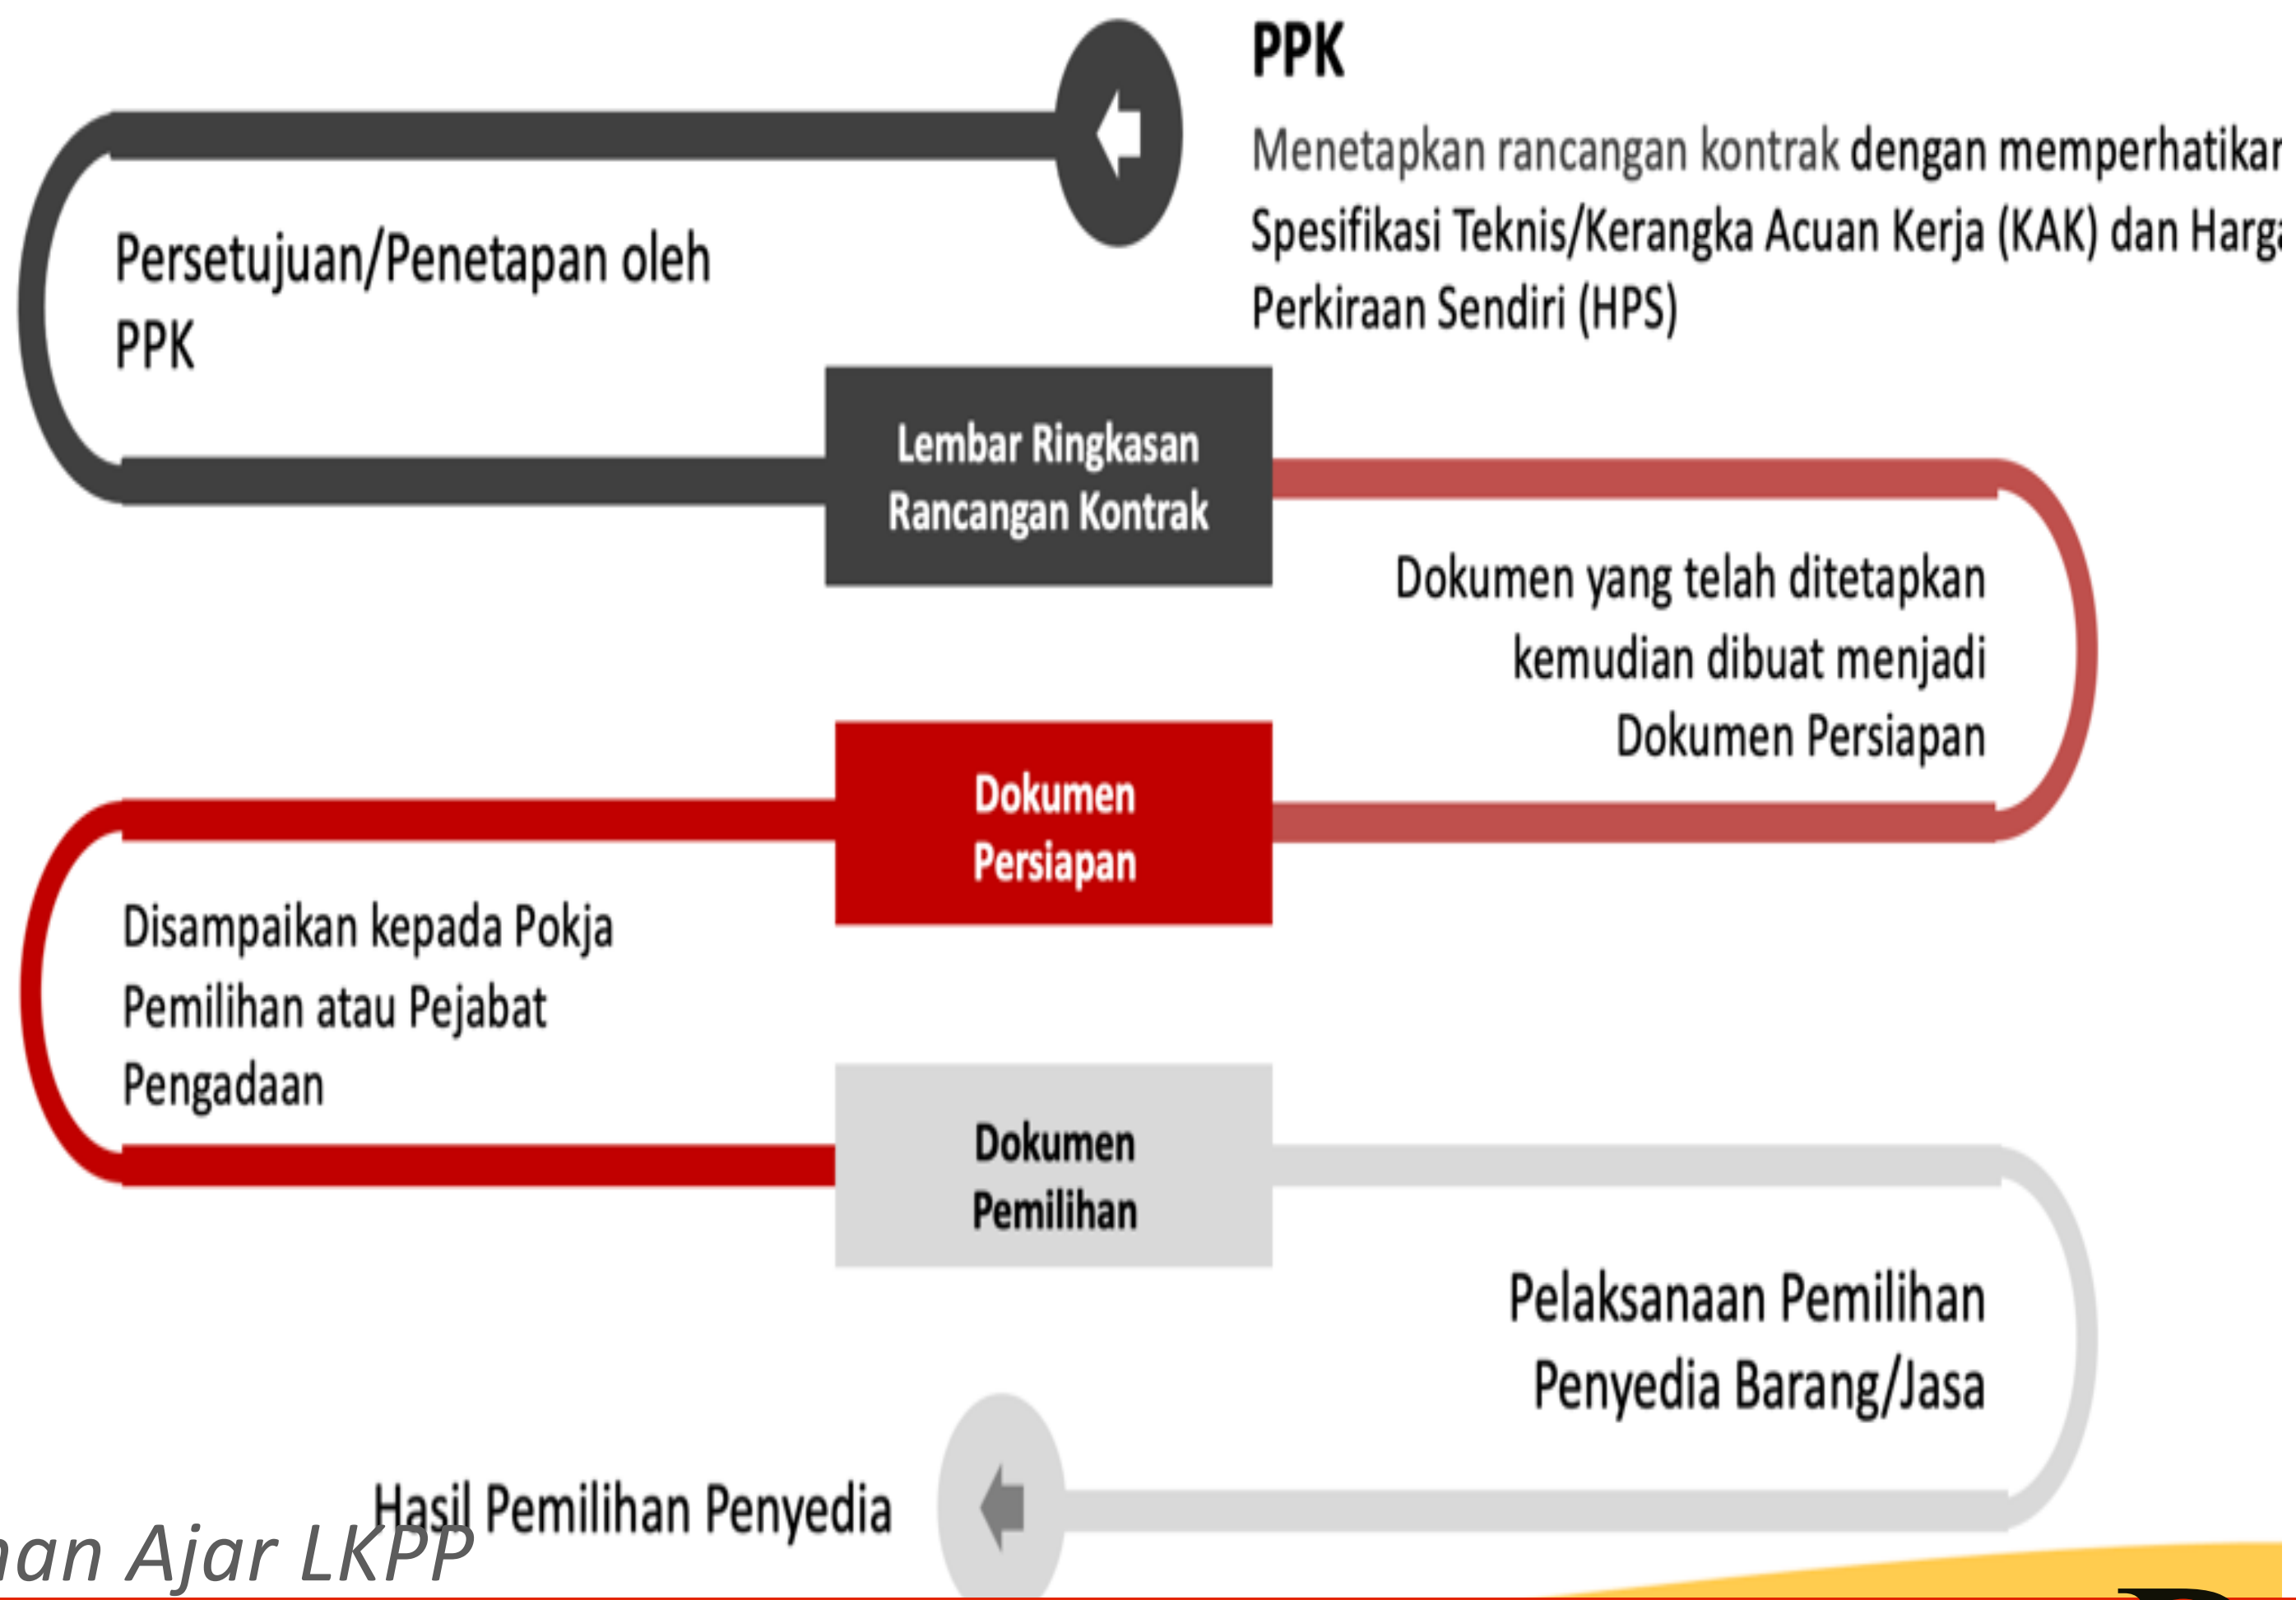 PPK
Menetapkan rancangan kontrak dengan memperhatikan
Spesifikasi Teknis/Kerangka Acuan Kerja (KAK) dan Harga
Perkiraan Sendiri (HPS)
Persetujuan/Penetapan oleh
PPK
Lembar Ringkasan
Rancangan Kontrak
Dokumen yang telah ditetapkan
kemudian dibuat menjadi
Dokumen Persiapan
Dokumen
Persiapan
Disampaikan kepada Pokja
Pemilihan atau Pejabat
Pengadaan
Dokumen
Pemilihan
Pelaksanaan Pemilihan
Penyedia Barang/Jasa
Hasil Pemilihan Penyedia
Ajar LKPP